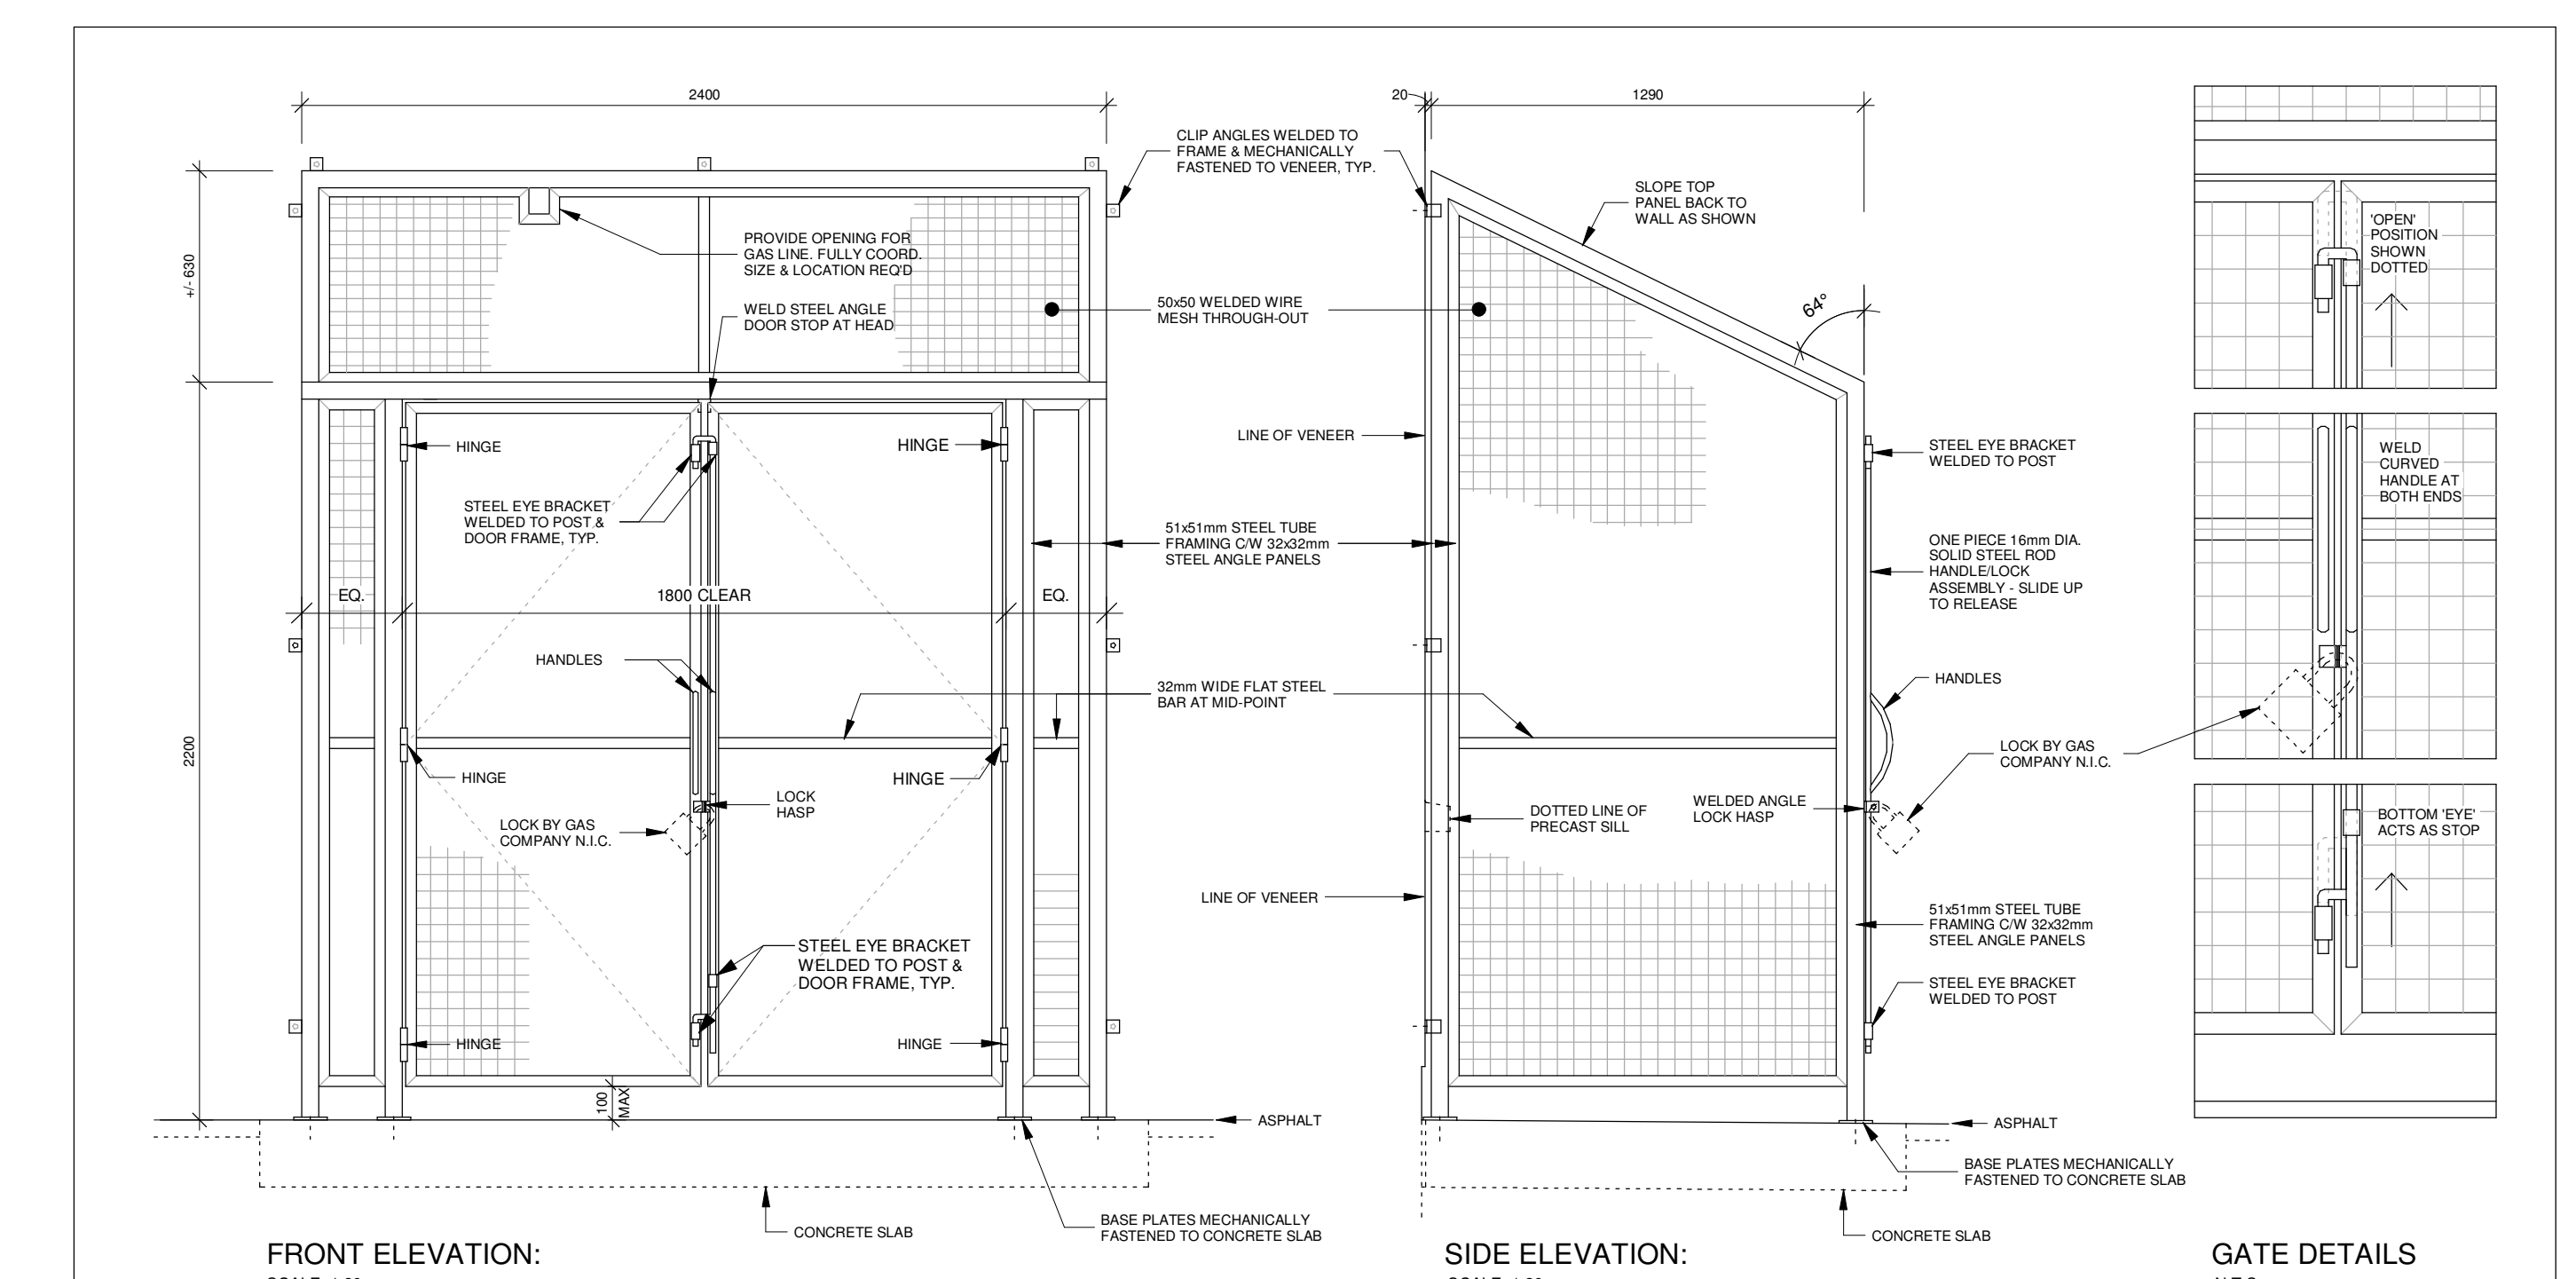 2400
+/- 630
2200
PROVIDE OPENING FOR
GAS LINE. FULLY COORD.
SIZE & LOCATION REQ'D
WELD STEEL ANGLE
DOOR STOP AT HEAD
HINGE
HINGE
STEEL EYE BRACKET
WELDED TO POST &
DOOR FRAME, TYP.
EQ.
1800 CLEAR
EQ.
HANDLES
HINGE
HINGE
LOCK
HASP
LOCK BY GAS
COMPANY N.I.C.
STEEL EYE BRACKET
WELDED TO POST &
DOOR FRAME, TYP.
HINGE
HINGE
100
MAX
ASPHALT
CONCRETE SLAB
BASE PLATES MECHANICALLY
FASTENED TO CONCRETE SLAB
FRONT ELEVATION:
CLIP ANGLES WELDED TO
FRAME & MECHANICALLY
FASTENED TO VENEER, TYP.
50x50 WELDED WIRE
MESH THROUGH-OUT
LINE OF VENEER
51x51mm STEEL TUBE
FRAMING C/W 32x32mm
STEEL ANGLE PANELS
32mm WIDE FLAT STEEL
BAR AT MID-POINT
LINE OF VENEER
20
1290
SLOPE TOP
PANEL BACK TO
WALL AS SHOWN
64°
STEEL EYE BRACKET
WELDED TO POST
ONE PIECE 16mm DIA.
SOLID STEEL ROD
HANDLE/LOCK
ASSEMBLY - SLIDE UP
TO RELEASE
HANDLES
LOCK BY GAS
COMPANY N.I.C.
DOTTED LINE OF
PRECAST SILL
WELDED ANGLE
LOCK HASP
51x51mm STEEL TUBE
FRAMING C/W 32x32mm
STEEL ANGLE PANELS
STEEL EYE BRACKET
WELDED TO POST
ASPHALT
BASE PLATES MECHANICALLY
FASTENED TO CONCRETE SLAB
CONCRETE SLAB
SIDE ELEVATION:
'OPEN'
POSITION
SHOWN
DOTTED
WELD
CURVED
HANDLE AT
BOTH ENDS
BOTTOM 'EYE'
ACTS AS STOP
GATE DETAILS